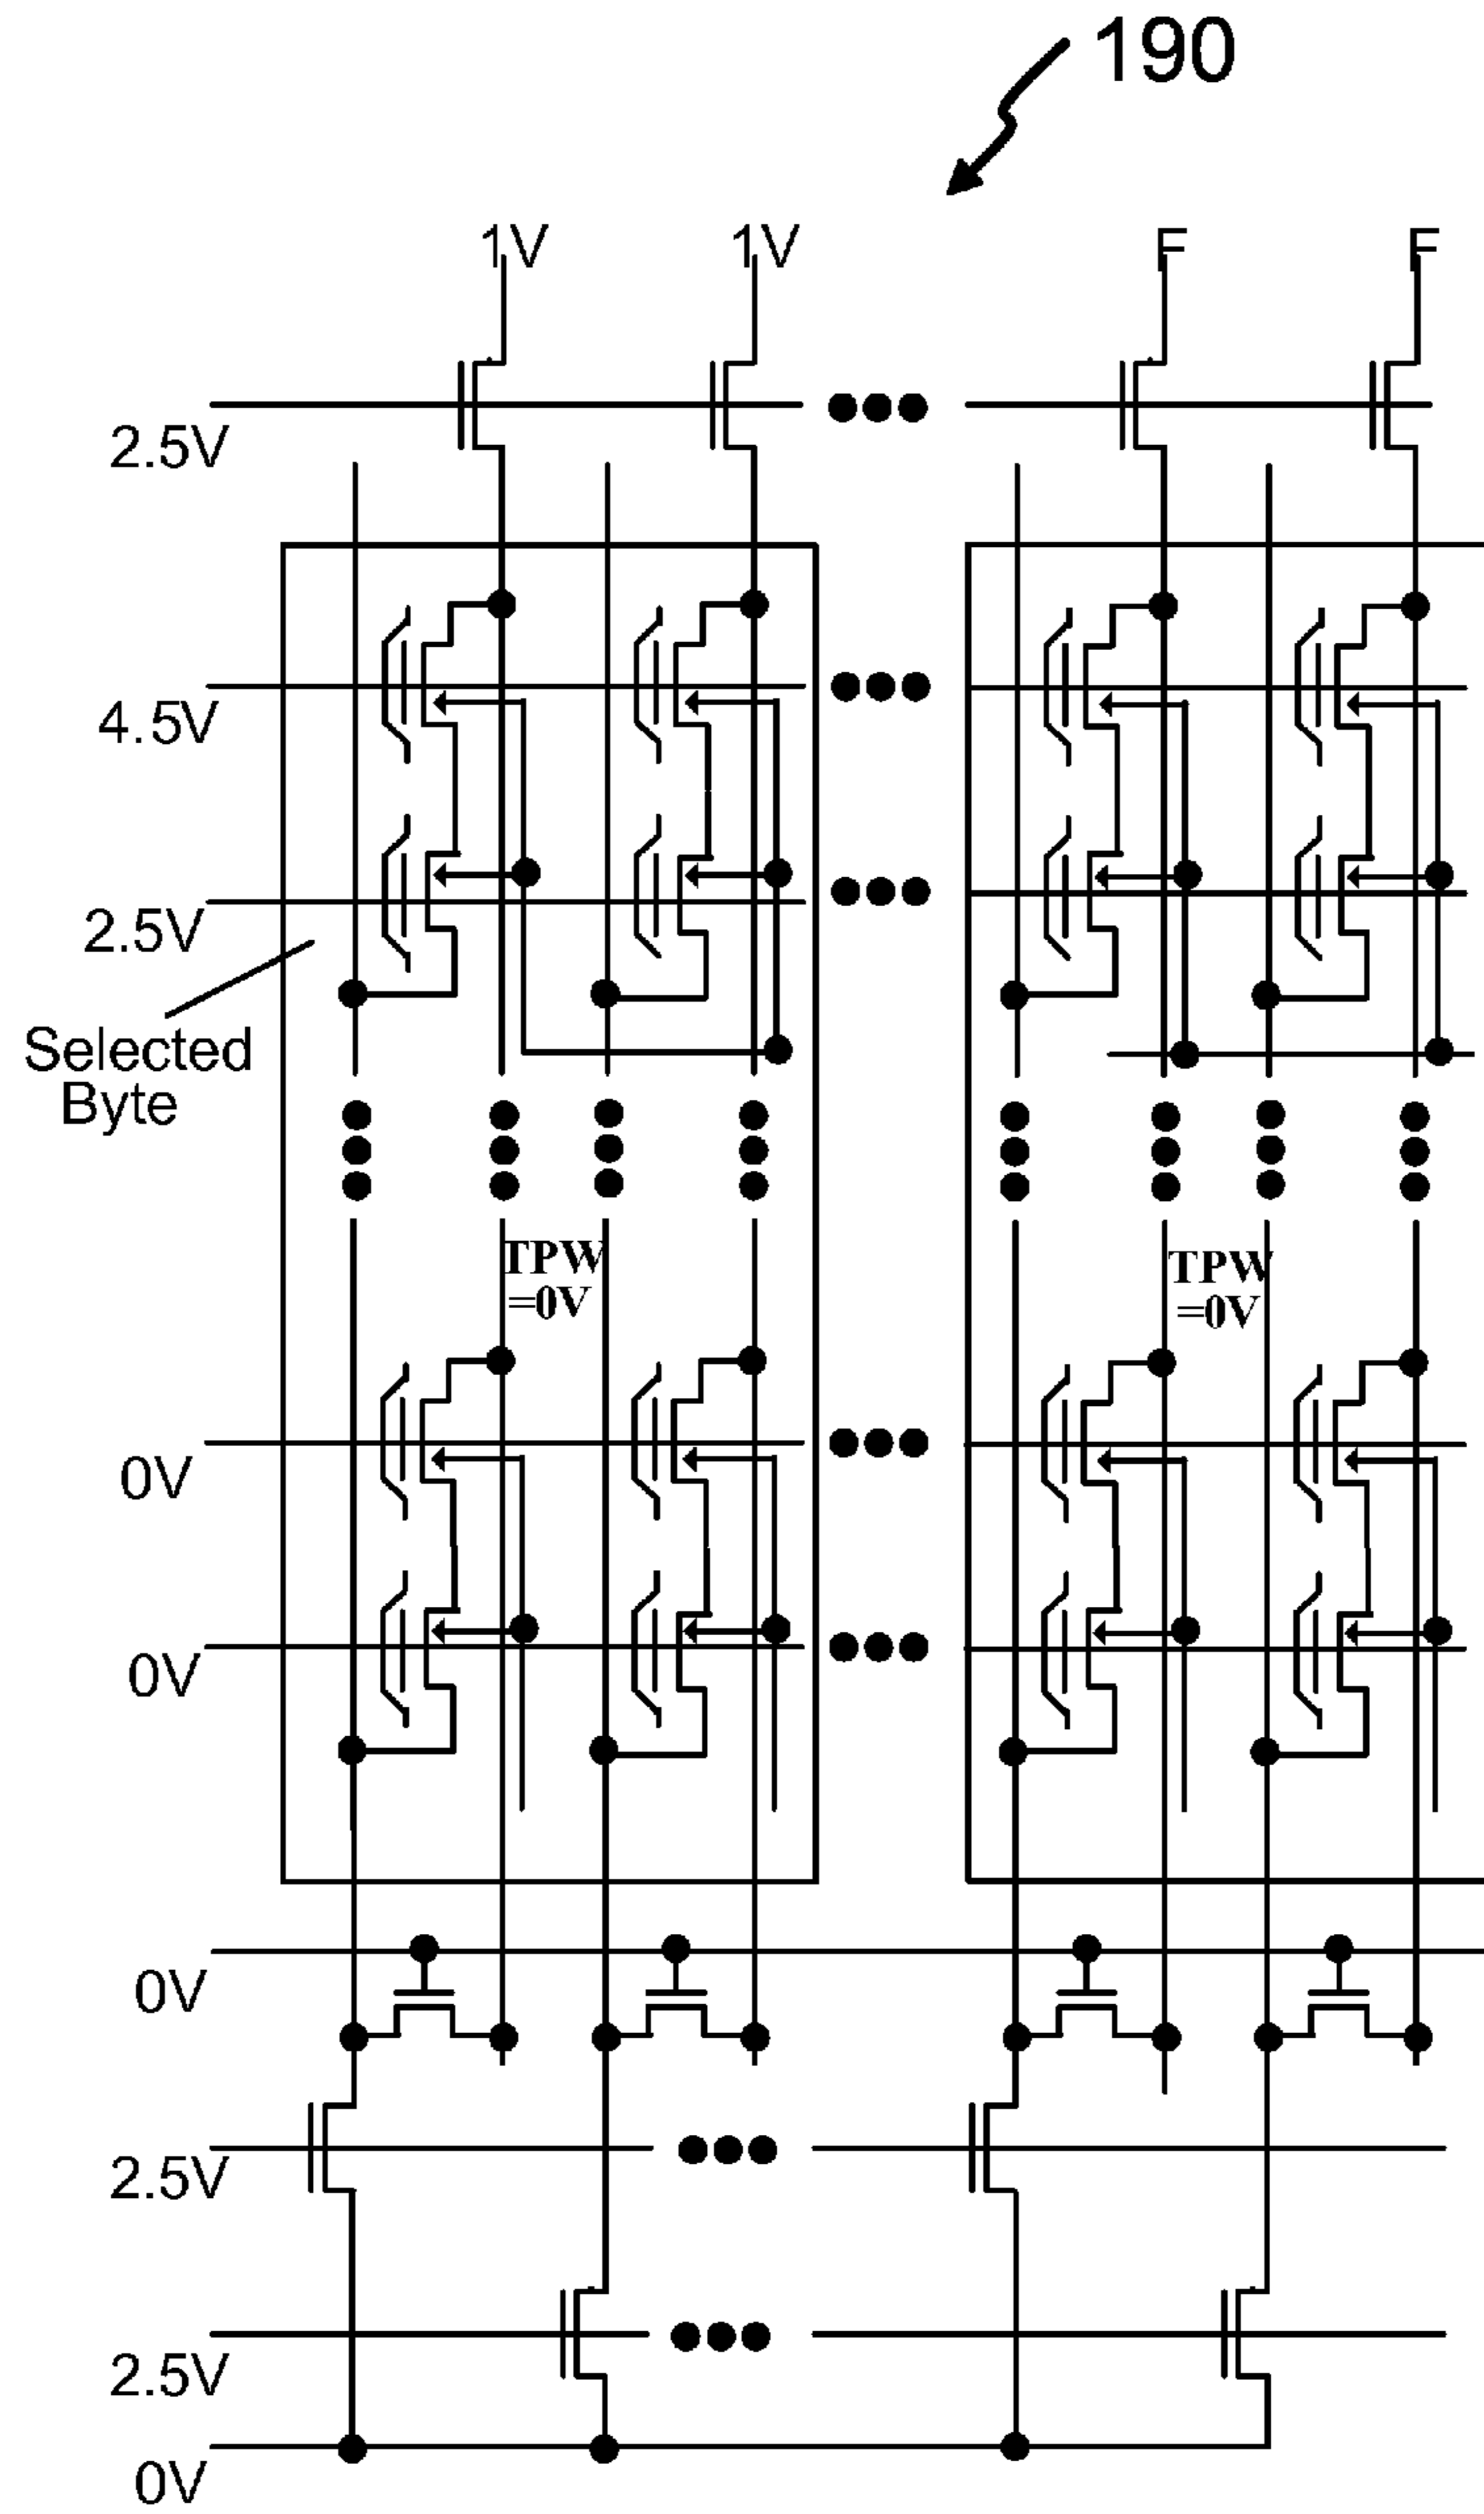 190
1V 1V F F
2.5V
4.5V
2.5V
Selected
Byte
TPW TPW
=0V =0V
0V
0V
0V
2.5V
2.5V
0V